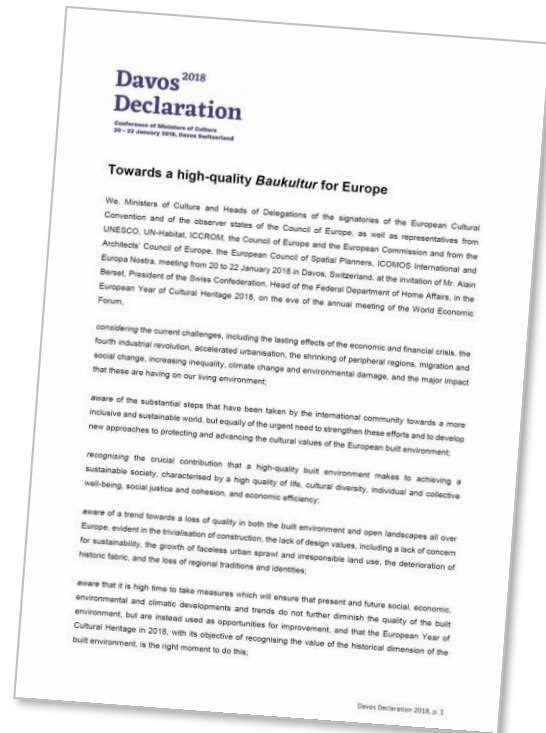 Davos 2018
Declaration
Conference of Ministers of Culture
20 – 22 January 2018, Davos Switzerland
Towards a high-quality Baukultur for Europe
We, Ministers of Culture and Heads of Delegations of the signatories of the European Cultural
Convention and of the observer states of the Council of Europe, as well as representatives from
UNESCO, UN-Habitat, ICCROM, the Council of Europe and the European Commission and from the
Architects' Council of Europe, the European Council of Spatial Planners, ICOMOS International and
Europa Nostra, meeting from 20 to 22 January 2018 in Davos, Switzerland, at the invitation of Mr. Alain
Berset, President of the Swiss Confederation, Head of the Federal Department of Home Affairs, in the
European Year of Cultural Heritage 2018, on the eve of the annual meeting of the World Economic
Forum,
considering the current challenges, including the lasting effects of the economic and financial crisis, the
fourth industrial revolution, accelerated urbanisation, the shrinking of peripheral regions, migration and
social change, increasing inequality, climate change and environmental damage, and the major impact
that these are having on our living environment;
aware of the substantial steps that have been taken by the international community towards a more
inclusive and sustainable world, but equally of the urgent need to strengthen these efforts and to develop
new approaches to protecting and advancing the cultural values of the European built environment;
recognising the crucial contribution that a high-quality built environment makes to achieving a
sustainable society, characterised by a high quality of life, cultural diversity, individual and collective
well-being, social justice and cohesion, and economic efficiency;
aware of a trend towards a loss of quality in both the built environment and open landscapes all over
Europe, evident in the trivialisation of construction, the lack of design values, including a lack of concern
for sustainability, the growth of faceless urban sprawl and irresponsible land use, the deterioration of
historic fabric, and the loss of regional traditions and identities;
aware that it is high time to take measures which will ensure that present and future social, economic,
environmental and climatic developments and trends do not further diminish the quality of the built
environment, but are instead used as opportunities for improvement, and that the European Year of
Cultural Heritage in 2018, with its objective of recognising the value of the historical dimension of the
built environment, is the right moment to do this;
Davos Declaration 2018, p. 1